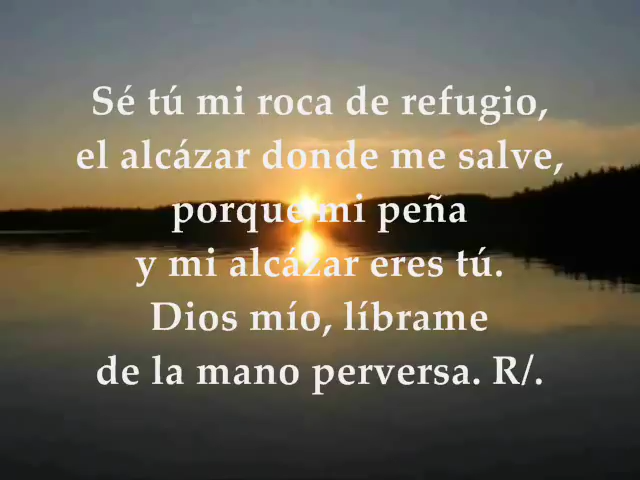 Sé tú mi roca de refugio,
el alcázar donde me salve,
porque mi peña
y mi alcázar eres tú.
Dios mío, líbrame
de la mano perversa. R/.